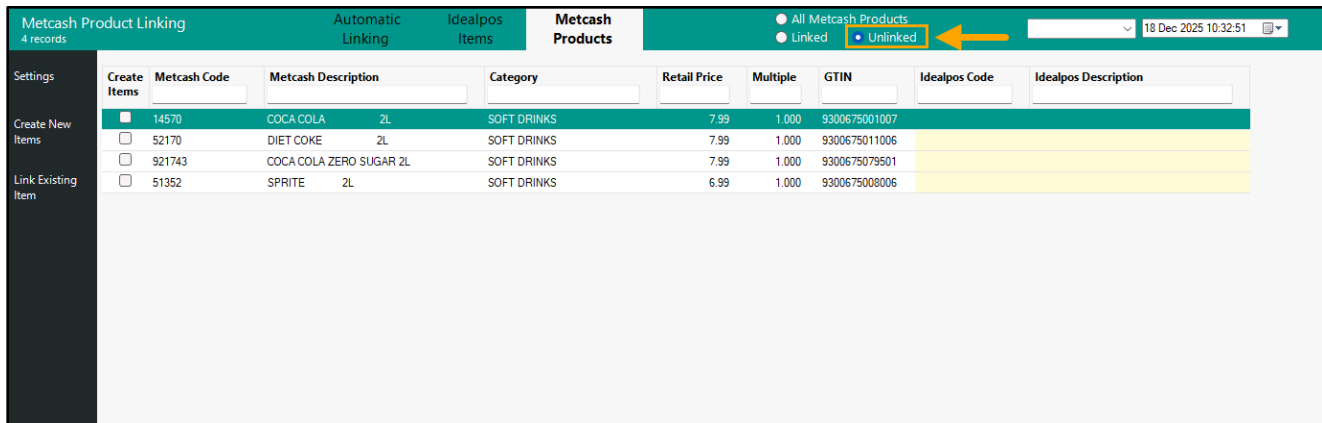 Metcash Product Linking
4 records
Automatic Linking
Idealpos Items
Metcash Products
All Metcash Products
Linked
Unlinked
18 Dec 2025 10:32:51
Settings
Create New Items
Link Existing Item
Create Items Metcash Code Metcash Description Category Retail Price Multiple GTIN Idealpos Code Idealpos Description
14570 COCA COLA 2L SOFT DRINKS 7.99 1.000 9300675001007
52170 DIET COKE 2L SOFT DRINKS 7.99 1.000 9300675011006
921743 COCA COLA ZERO SUGAR 2L SOFT DRINKS 7.99 1.000 9300675079501
51352 SPRITE 2L SOFT DRINKS 6.99 1.000 9300675008006